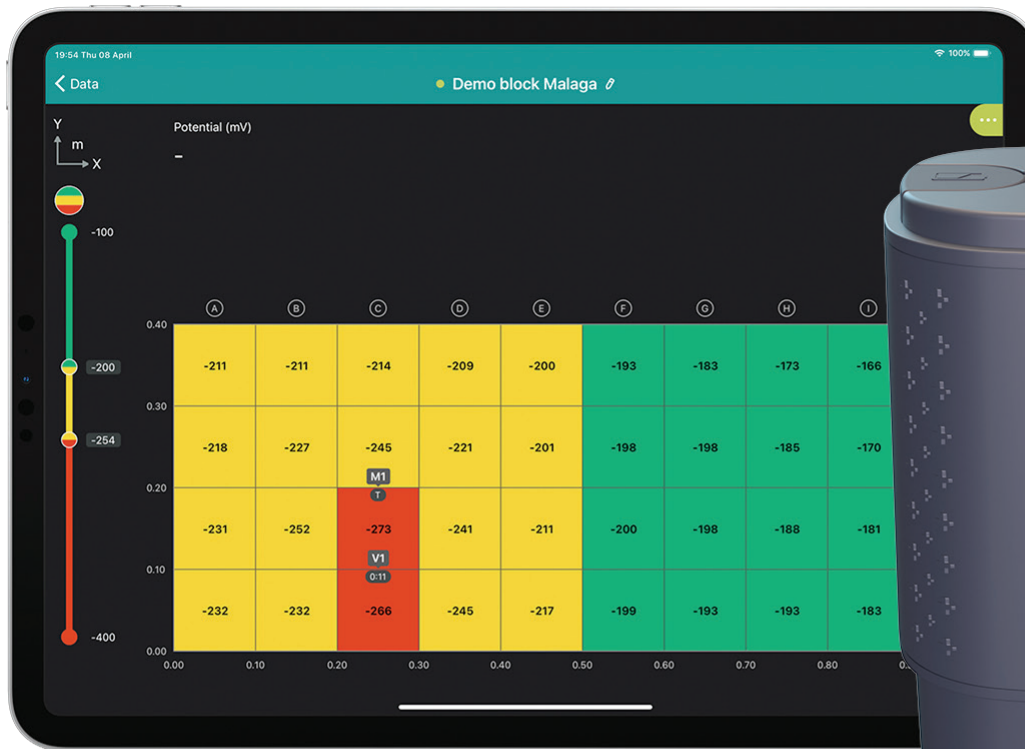 19:54 Thu 08 April 100%
Data
Demo block Malaga
Y
m
X
Potential (mV)
-
-100
-200
-254
-400
A B C D E F G H I
0.40
-211 -211 -214 -209 -200 -193 -183 -173 -166
0.30
-218 -227 -245 -221 -201 -198 -198 -185 -170
M1
0.20
T
-231 -252 -273 -241 -211 -200 -198 -188 -181
V1
0.10
0:11
-232 -232 -266 -245 -217 -199 -193 -193 -183
0.00
0.00 0.10 0.20 0.30 0.40 0.50 0.60 0.70 0.80